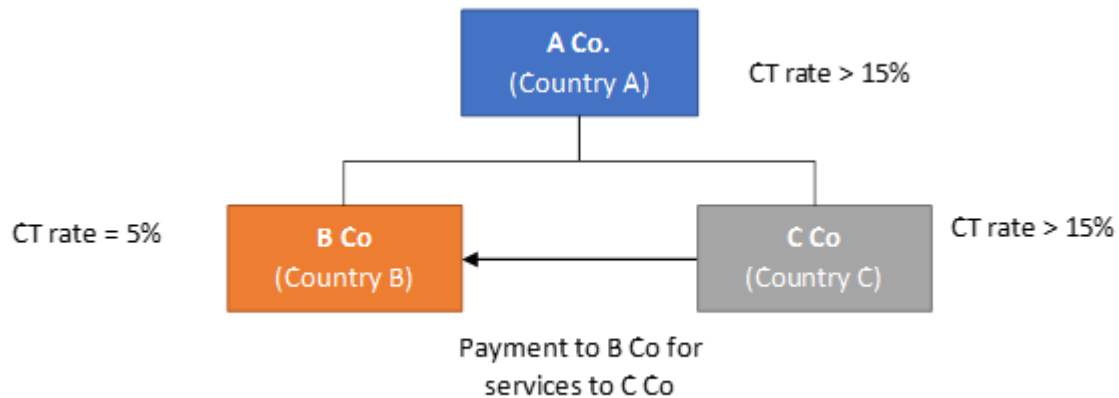 A Co.
(Country A)
CT rate > 15%
CT rate = 5%
B Co
(Country B)
C Co
(Country C)
CT rate > 15%
Payment to B Co for
services to C Co